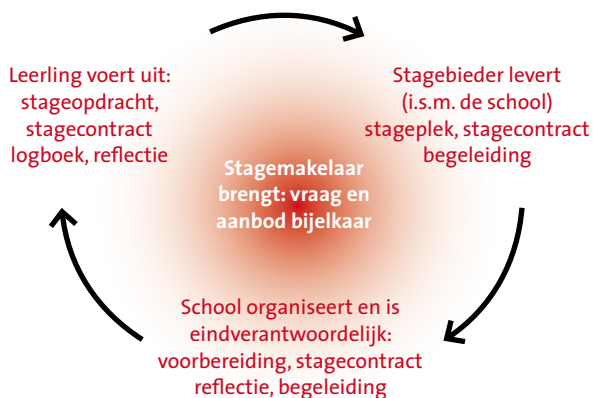 Leerling voert uit:
stageopdracht,
stagecontract
logboek, reflectie
Stagebieder levert
(i.s.m. de school)
stageplek, stagecontract
begeleiding
Stagemakelaar
brengt: vraag en
aanbod bijelkaar
School organiseert en is
eindverantwoordelijk:
voorbereiding, stagecontract
reflectie, begeleiding